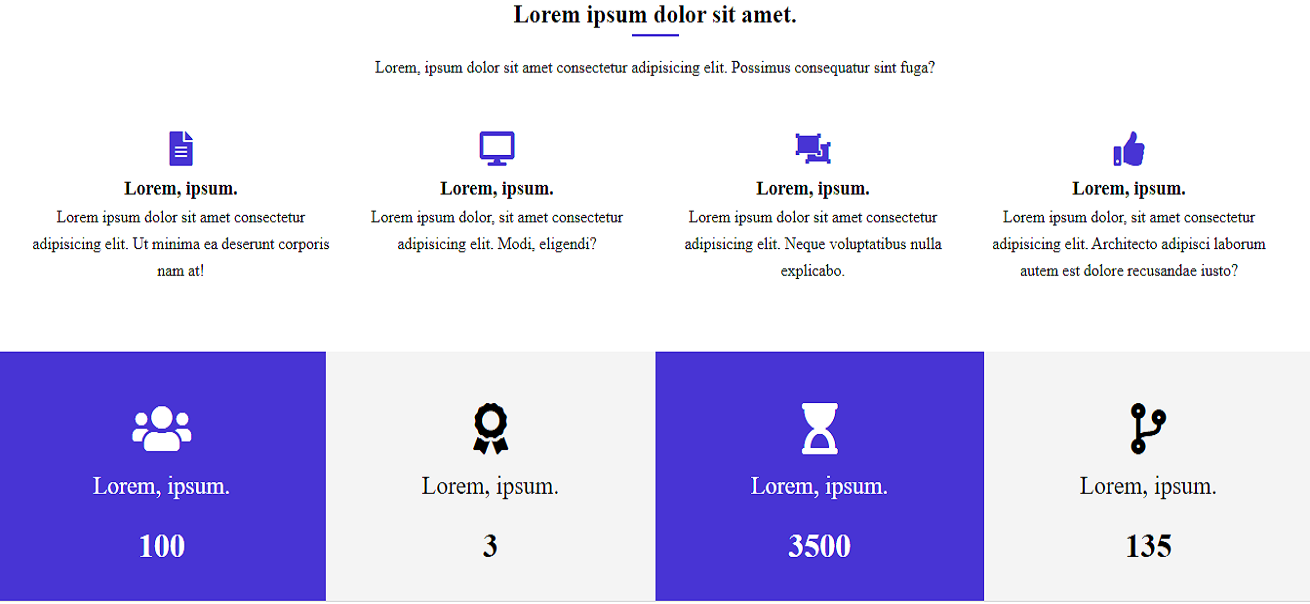 Lorem ipsum dolor sit amet.
Lorem, ipsum dolor sit amet consectetur adipisicing elit. Possimus consequatur sint fuga?
Lorem, ipsum.
Lorem ipsum dolor sit amet consectetur
adipisicing elit. Ut minima ea deserunt corporis
nam at!
Lorem, ipsum.
Lorem ipsum dolor, sit amet consectetur
adipisicing elit. Modi, eligendi?
Lorem, ipsum.
Lorem ipsum dolor sit amet consectetur
adipisicing elit. Neque voluptatibus nulla
explicabo.
Lorem, ipsum.
Lorem ipsum dolor, sit amet consectetur
adipisicing elit. Architecto adipisci laborum
autem est dolore recusandae iusto?
Lorem, ipsum.
100
Lorem, ipsum.
3
Lorem, ipsum.
3500
Lorem, ipsum.
135